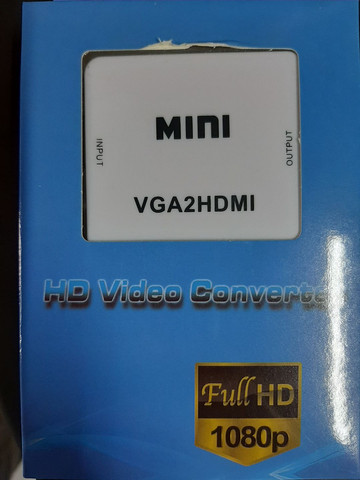 MINI
INPUT
OUTPUT
VGA2HDMI
HD Video Converte
Full HD
1080p